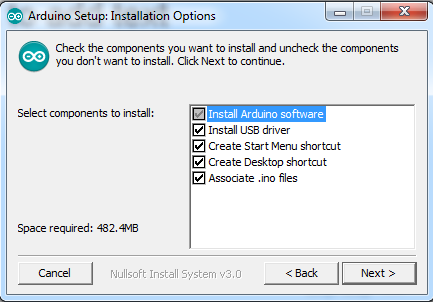 Arduino Setup: Installation Options
Check the components you want to install and uncheck the components
you don't want to install. Click Next to continue.
Select components to install:
Install Arduino software
Install USB driver
Create Start Menu shortcut
Create Desktop shortcut
Associate .ino files
Space required: 482.4MB
Cancel
Nullsoft Install System v3.0
< Back
Next >